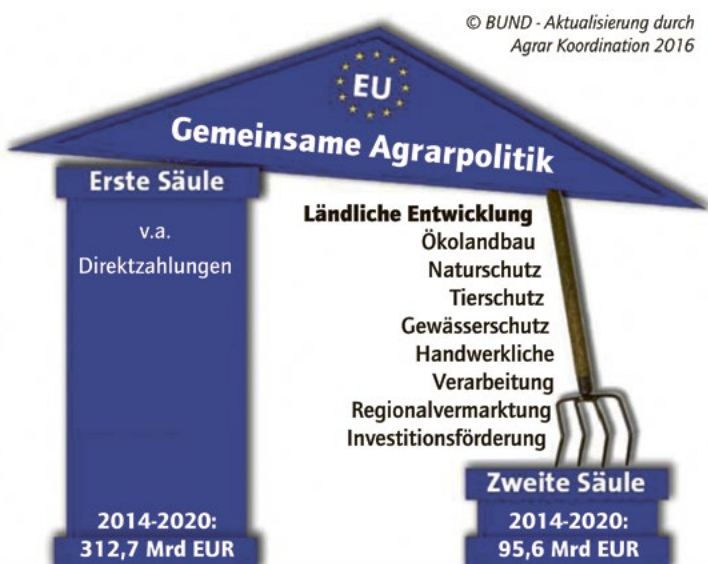 © BUND - Aktualisierung durch
Agrar Koordination 2016
EU
Gemeinsame Agrarpolitik
Erste Säule
v.a.
Direktzahlungen
2014-2020:
312,7 Mrd EUR
Ländliche Entwicklung
Ökolandbau
Naturschutz
Tierschutz
Gewässerschutz
Handwerkliche
Verarbeitung
Regionalvermarktung
Investitionsförderung
Zweite Säule
2014-2020:
95,6 Mrd EUR